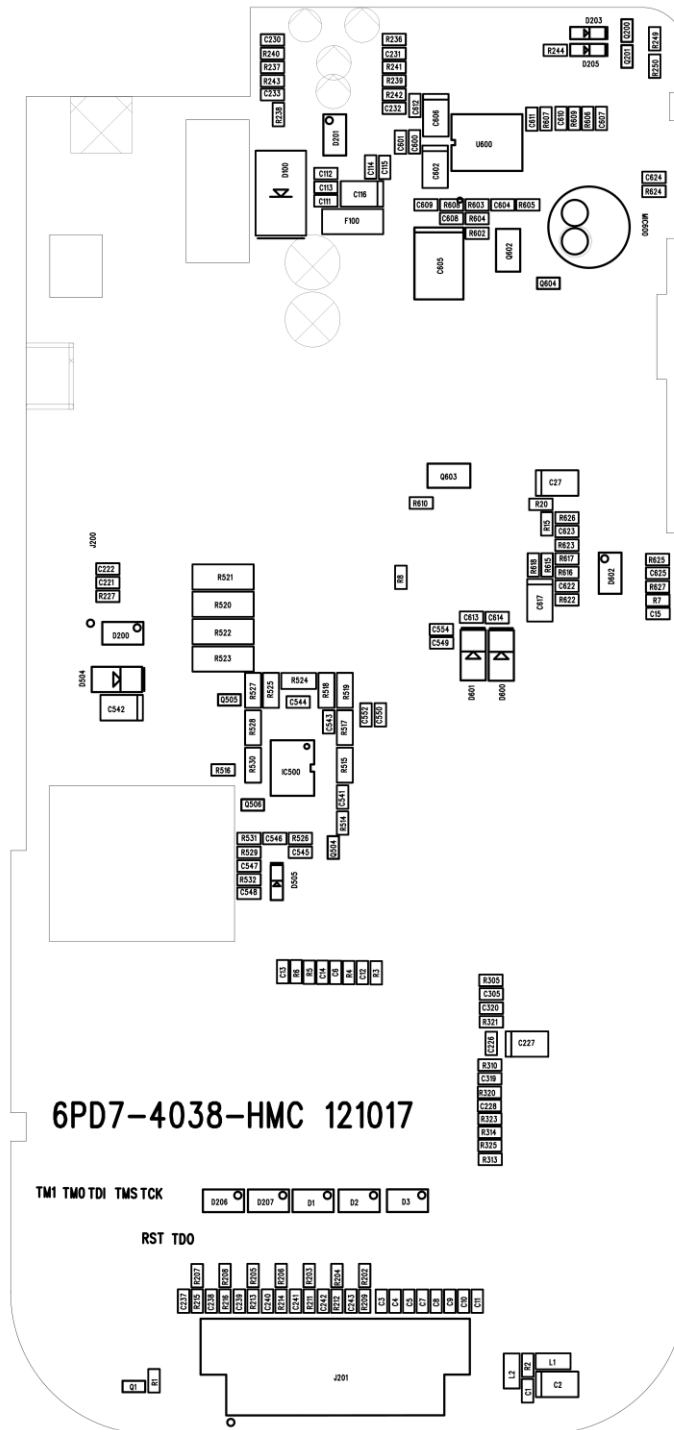 D203
Q200
C230
R236
R249
R240
C231
R244
Q201
R237
R241
D205
R250
R243
R239
C233
R242
R238
C232
C612
C606
C611
R607
C610
R609
R606
C607
D201
U600
C601
C600
D100
C114
C115
C602
C112
C624
C113
C116
R624
C111
C609
R608
R603
C604
R605
F100
C608
R604
MIC600
R602
Q602
C605
Q604
Q603
C27
R610
R20
R15
R626
C623
J200
R623
C222
R521
R8
R618
R615
R617
D602
R625
C221
R616
C625
R227
C622
R627
R520
C617
R622
R7
C15
C613
C614
D200
R522
C554
C549
R523
D504
D601
D600
R527
R525
R524
R518
R519
C542
Q505
C544
C552
C550
R528
C543
R517
R516
R530
IC500
R515
C541
Q506
R514
R531
C546
R526
Q504
R529
C545
C547
R532
D505
C548
C13
R6
R5
C14
C6
R4
C12
R3
R305
C305
C320
R321
C226
C227
R310
C319
R320
6PD7-4038-HMC 121017
C228
R323
R314
R325
R313
TM1 TMO TDI TMS TCK
D206
D207
D1
D2
D3
RST TDO
R207
R208
R205
R206
R203
R204
R202
C237
R215
C238
R216
C239
R213
C240
R214
C241
R211
C242
R212
C243
R209
C3
C4
C5
C7
C8
C9
C10
C11
J201
L2
R2
L1
Q1
R1
C1
C2